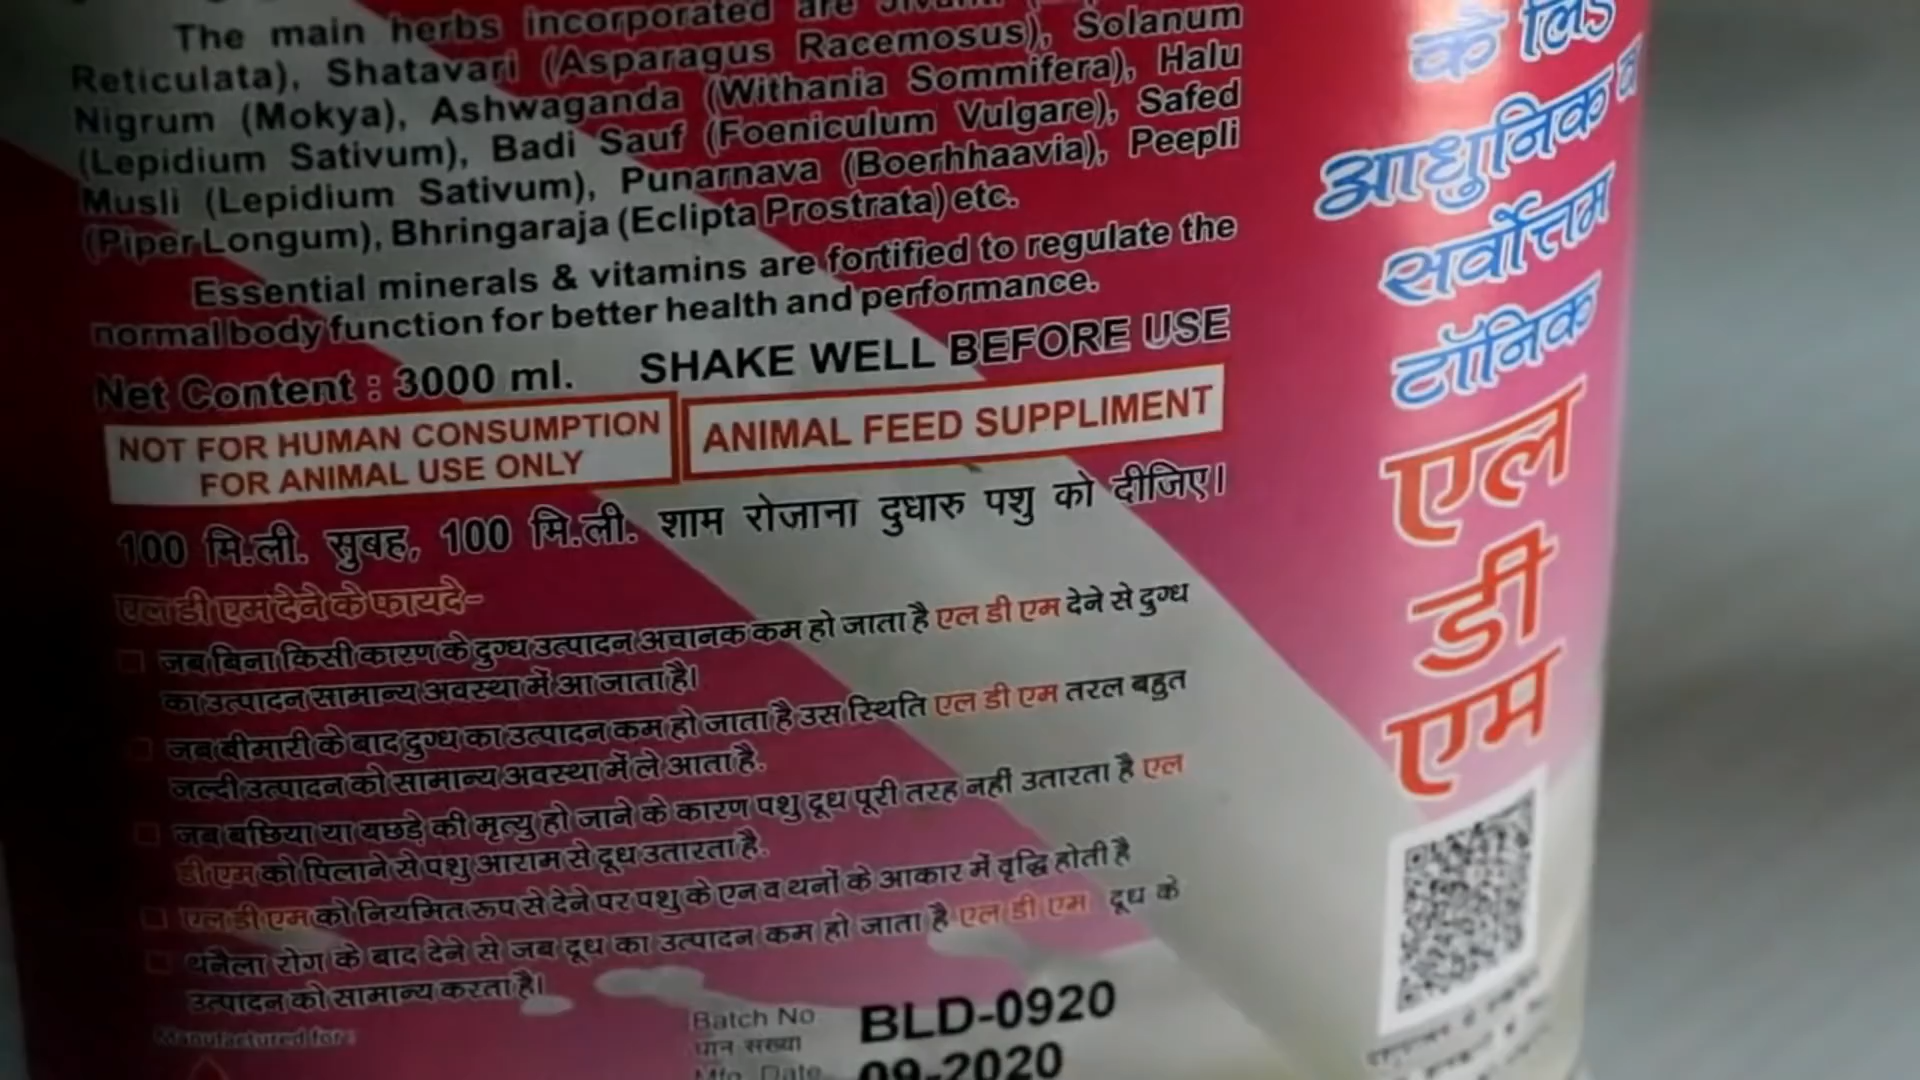 The main herbs incorporated are
Reticulata), Shatavari (Asparagus Racemosus), Solanum
Nigrum (Mokya), Ashwaganda (Withania Sommifera), Halu
(Lepidium Sativum), Badi Sauf (Foeniculum Vulgare), Safed
Musli (Lepidium Sativum), Punarnava (Boerhhaavia), Peepli
(Piper Longum), Bhringaraja (Eclipta Prostrata) etc.
Essential minerals & vitamins are fortified to regulate the
normal body function for better health and performance.
Net Content : 3000 ml. SHAKE WELL BEFORE USE
NOT FOR HUMAN CONSUMPTION
FOR ANIMAL USE ONLY
ANIMAL FEED SUPPLIMENT
100 मि.ली. सुबह, 100 मि.ली. शाम रोजाना दुधारु पशु को दीजिए।
एल डी एम देने के फायदे-
जब बिना किसी कारण के दुग्ध उत्पादन अचानक कम हो जाता है एल डी एम देने से दुग्ध
का उत्पादन सामान्य अवस्था में आ जाता है।
जब बीमारी के बाद दुग्ध का उत्पादन कम हो जाता है उस स्थिति एल डी एम तरल बहुत
जल्दी उत्पादन को सामान्य अवस्था में ले आता है.
जब बछिया या बछड़े की मृत्यु हो जाने के कारण पशु दूध पूरी तरह नहीं उतारता है एल
डी एम को पिलाने से पशु आराम से दूध उतारता है.
एल डी एम को नियमित रूप से देने पर पशु के एन व थनों के आकार में वृद्धि होती है
थनैला रोग के बाद देने से जब दूध का उत्पादन कम हो जाता है एल डी एम दूध के
उत्पादन को सामान्य करता है।
Manufactured for:
Batch No BLD-0920
घान संख्या
Mfg. Date 09-2020
के लिए
आधुनिक व
सर्वोत्तम
टॉनिक
एल
डी
एम